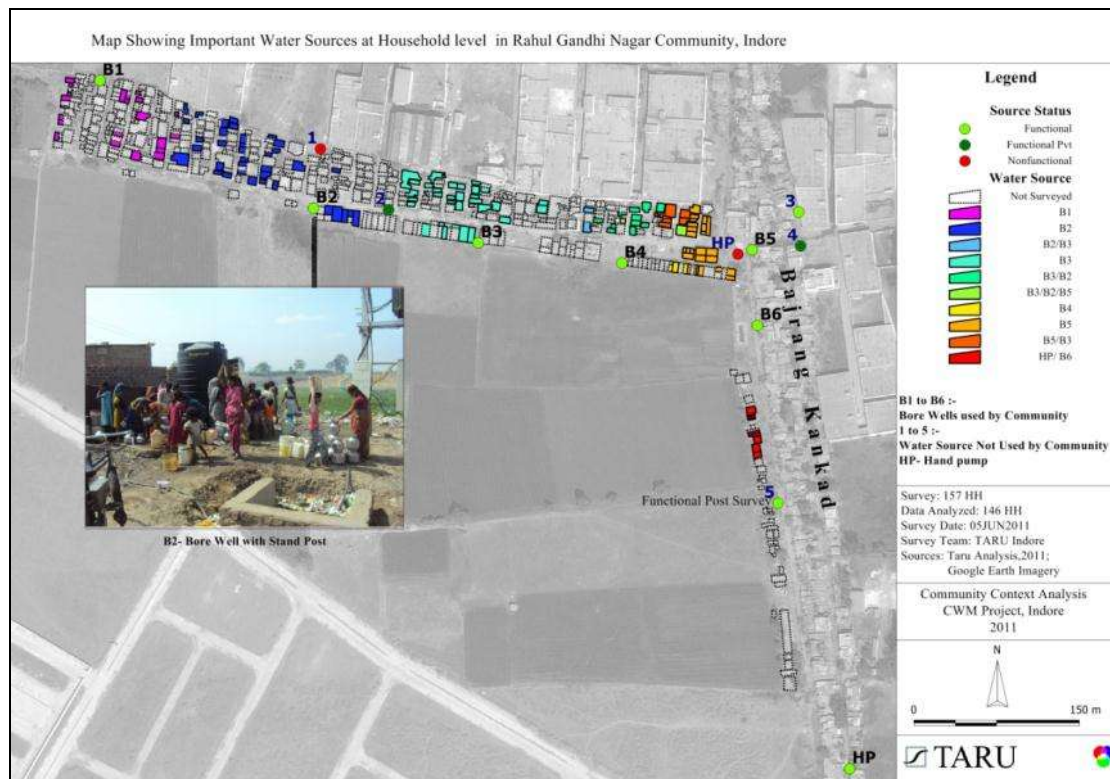 Map Showing Important Water Sources at Household level in Rahul Gandhi Nagar Community, Indore
B1
1
B2
2
B3
B4
HP
B5
3
4
B6
Bajrang Kankad
Functional Post Survey
5
HP
B2- Bore Well with Stand Post
Legend
Source Status
Functional
Functional Pvt
Nonfunctional
Water Source
Not Surveyed
B1
B2
B2/B3
B3
B3/B2
B3/B2/B5
B4
B5
B5/B3
HP/ B6
B1 to B6 :-
Bore Wells used by Community
1 to 5 :-
Water Source Not Used by Community
HP- Hand pump
Survey: 157 HH
Data Analyzed: 146 HH
Survey Date: 05JUN2011
Survey Team: TARU Indore
Sources: Taru Analysis,2011;
Google Earth Imagery
Community Context Analysis
CWM Project, Indore
2011
N
0 150 m
TARU